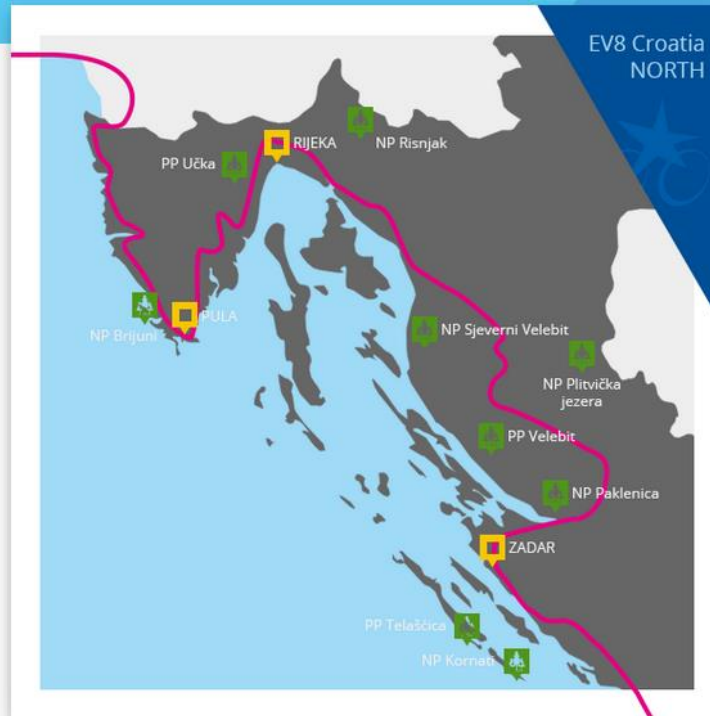 EV8 Croatia
NORTH
RIJEKA
NP Risnjak
PP Učka
PULA
NP Brijuni
NP Sjeverni Velebit
NP Plitvička
jezera
PP Velebit
NP Paklenica
ZADAR
PP Telašćica
NP Kornati